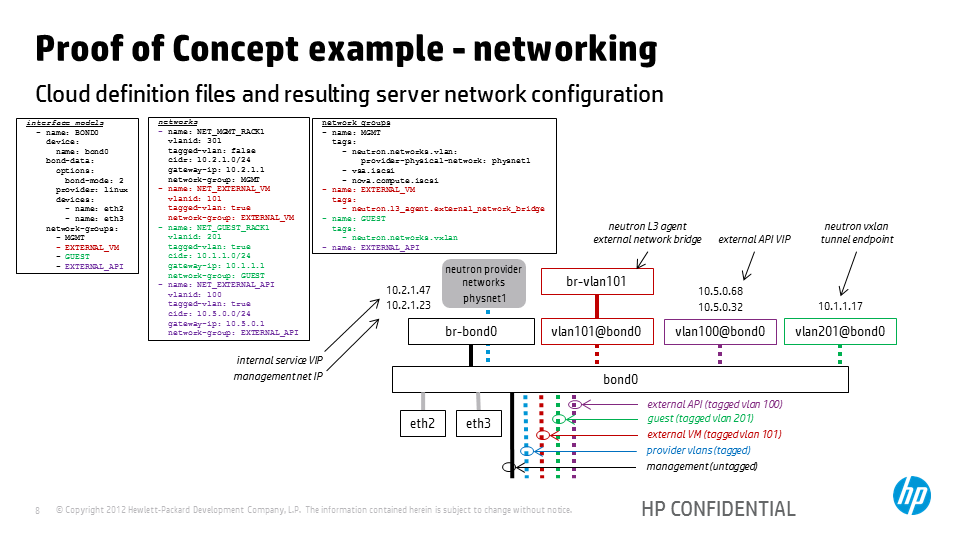 Proof of Concept example - networking
Cloud definition files and resulting server network configuration
interface models
- name: BOND0
device:
name: bond0
bond-data:
options:
bond-mode: 2
provider: linux
devices:
- name: eth2
- name: eth3
network-groups:
- MGMT
- EXTERNAL_VM
- GUEST
- EXTERNAL_API
networks
- name: NET_MGMT_RACK1
vlanid: 301
tagged-vlan: false
cidr: 10.2.1.0/24
gateway-ip: 10.2.1.1
network-group: MGMT
- name: NET_EXTERNAL_VM
vlanid: 101
tagged-vlan: true
network-group: EXTERNAL_VM
- name: NET_GUEST_RACK1
vlanid: 201
tagged-vlan: true
cidr: 10.1.1.0/24
gateway-ip: 10.1.1.1
network-group: GUEST
- name: NET_EXTERNAL_API
vlanid: 100
tagged-vlan: true
cidr: 10.5.0.0/24
gateway-ip: 10.5.0.1
network-group: EXTERNAL_API
network groups
- name: MGMT
tags:
- neutron.networks.vlan:
provider-physical-network: physnet1
- vsa.iscsi
- nova.compute.iscsi
- name: EXTERNAL_VM
tags:
- neutron.l3_agent.external_network_bridge
- name: GUEST
tags:
- neutron.networks.vxlan
- name: EXTERNAL_API
neutron L3 agent
external network bridge
external API VIP
neutron vxlan
tunnel endpoint
neutron provider
networks
physnet1
br-vlan101
10.2.1.47
10.2.1.23
10.5.0.68
10.5.0.32
10.1.1.17
br-bond0
vlan101@bond0
vlan100@bond0
vlan201@bond0
internal service VIP
management net IP
bond0
eth2
eth3
external API (tagged vlan 100)
guest (tagged vlan 201)
external VM (tagged vlan 101)
provider vlans (tagged)
management (untagged)
8 © Copyright 2012 Hewlett-Packard Development Company, L.P. The information contained herein is subject to change without notice.
HP CONFIDENTIAL
hp